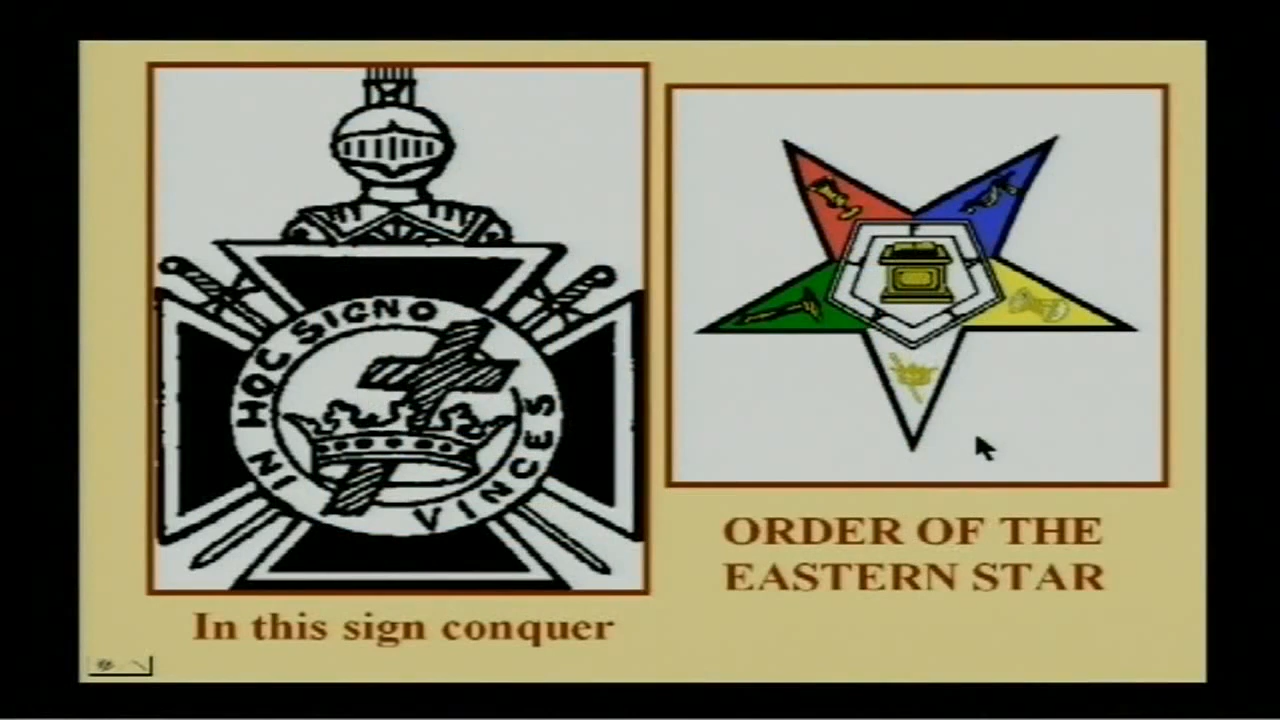 IN HOC SIGNO VINCES
In this sign conquer
ORDER OF THE
EASTERN STAR